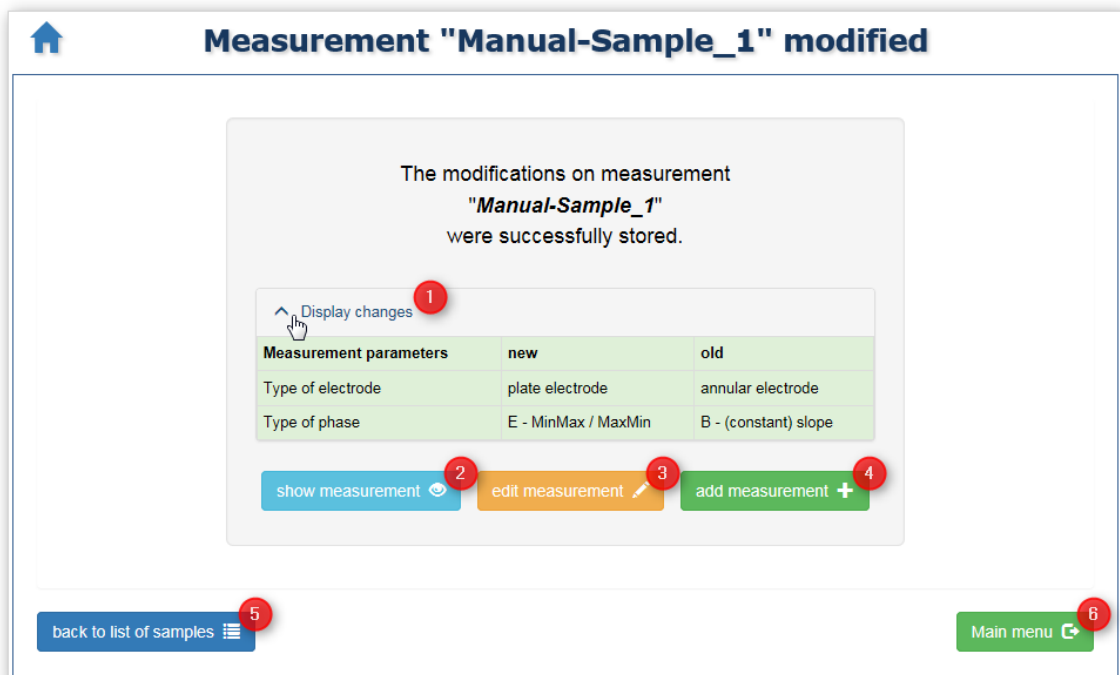 Measurement "Manual-Sample_1" modified
The modifications on measurement
"Manual-Sample_1"
were successfully stored.
Display changes 1
Measurement parameters new old
Type of electrode plate electrode annular electrode
Type of phase E - MinMax / MaxMin B - (constant) slope
show measurement 2 edit measurement 3 add measurement 4
back to list of samples 5 Main menu 6